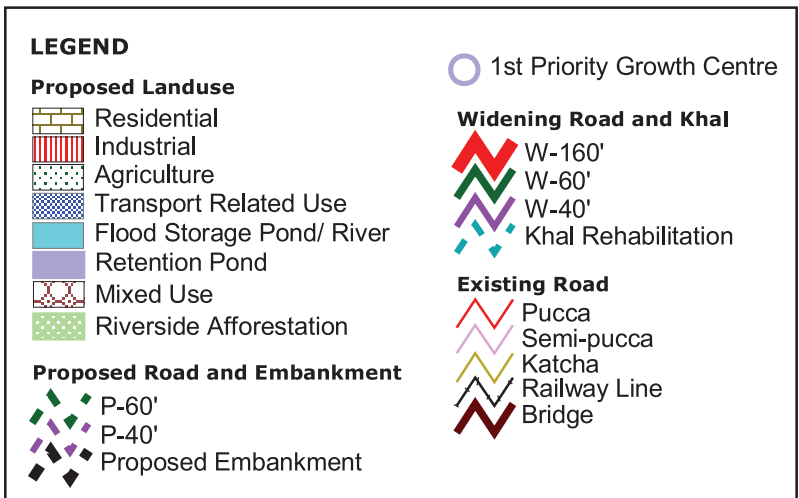 LEGEND
Proposed Landuse
Residential
Industrial
Agriculture
Transport Related Use
Flood Storage Pond/ River
Retention Pond
Mixed Use
Riverside Afforestation
Proposed Road and Embankment
P-60'
P-40'
Proposed Embankment
1st Priority Growth Centre
Widening Road and Khal
W-160'
W-60'
W-40'
Khal Rehabilitation
Existing Road
Pucca
Semi-pucca
Katcha
Railway Line
Bridge